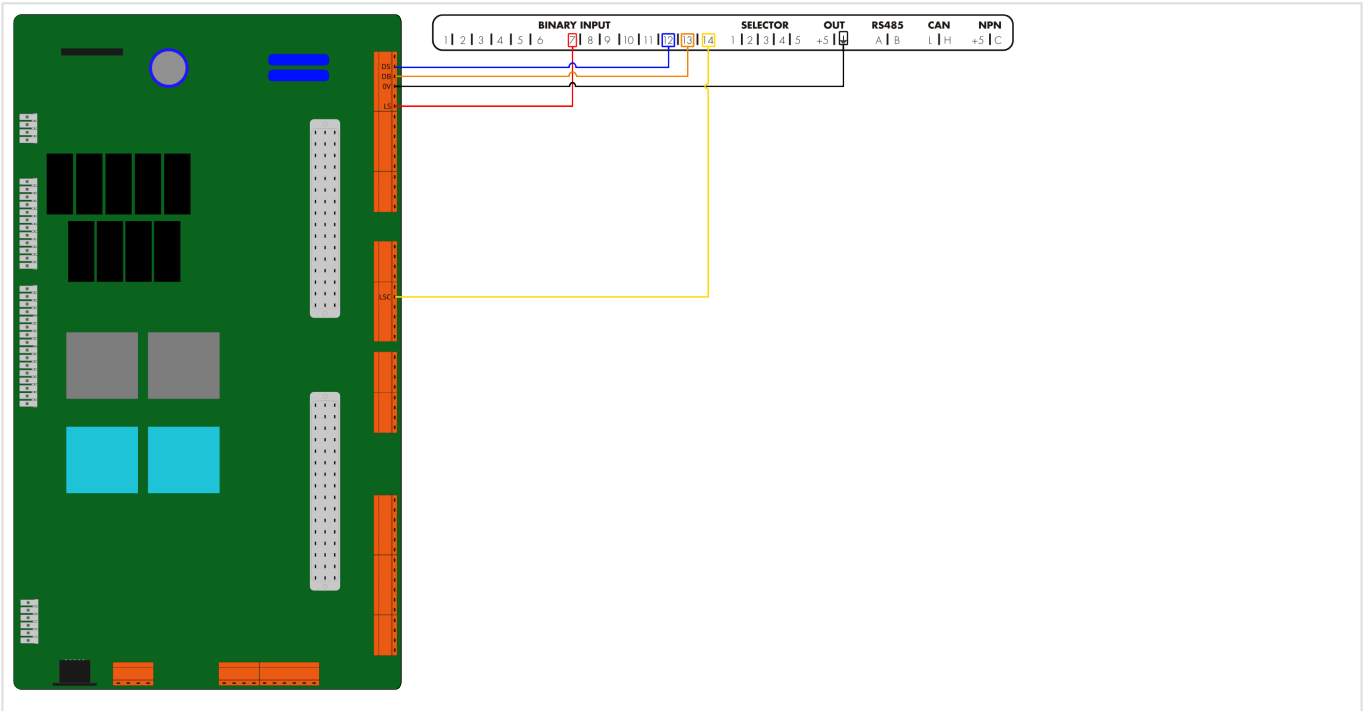 BINARY INPUT SELECTOR OUT RS485 CAN NPN
1 | 2 | 3 | 4 | 5 | 6 7 | 8 | 9 | 10 | 11 | 12 | 13 | 14 1 | 2 | 3 | 4 | 5 +5 | A | B L | H +5 | C
DS
DB
0V
LS
LSC